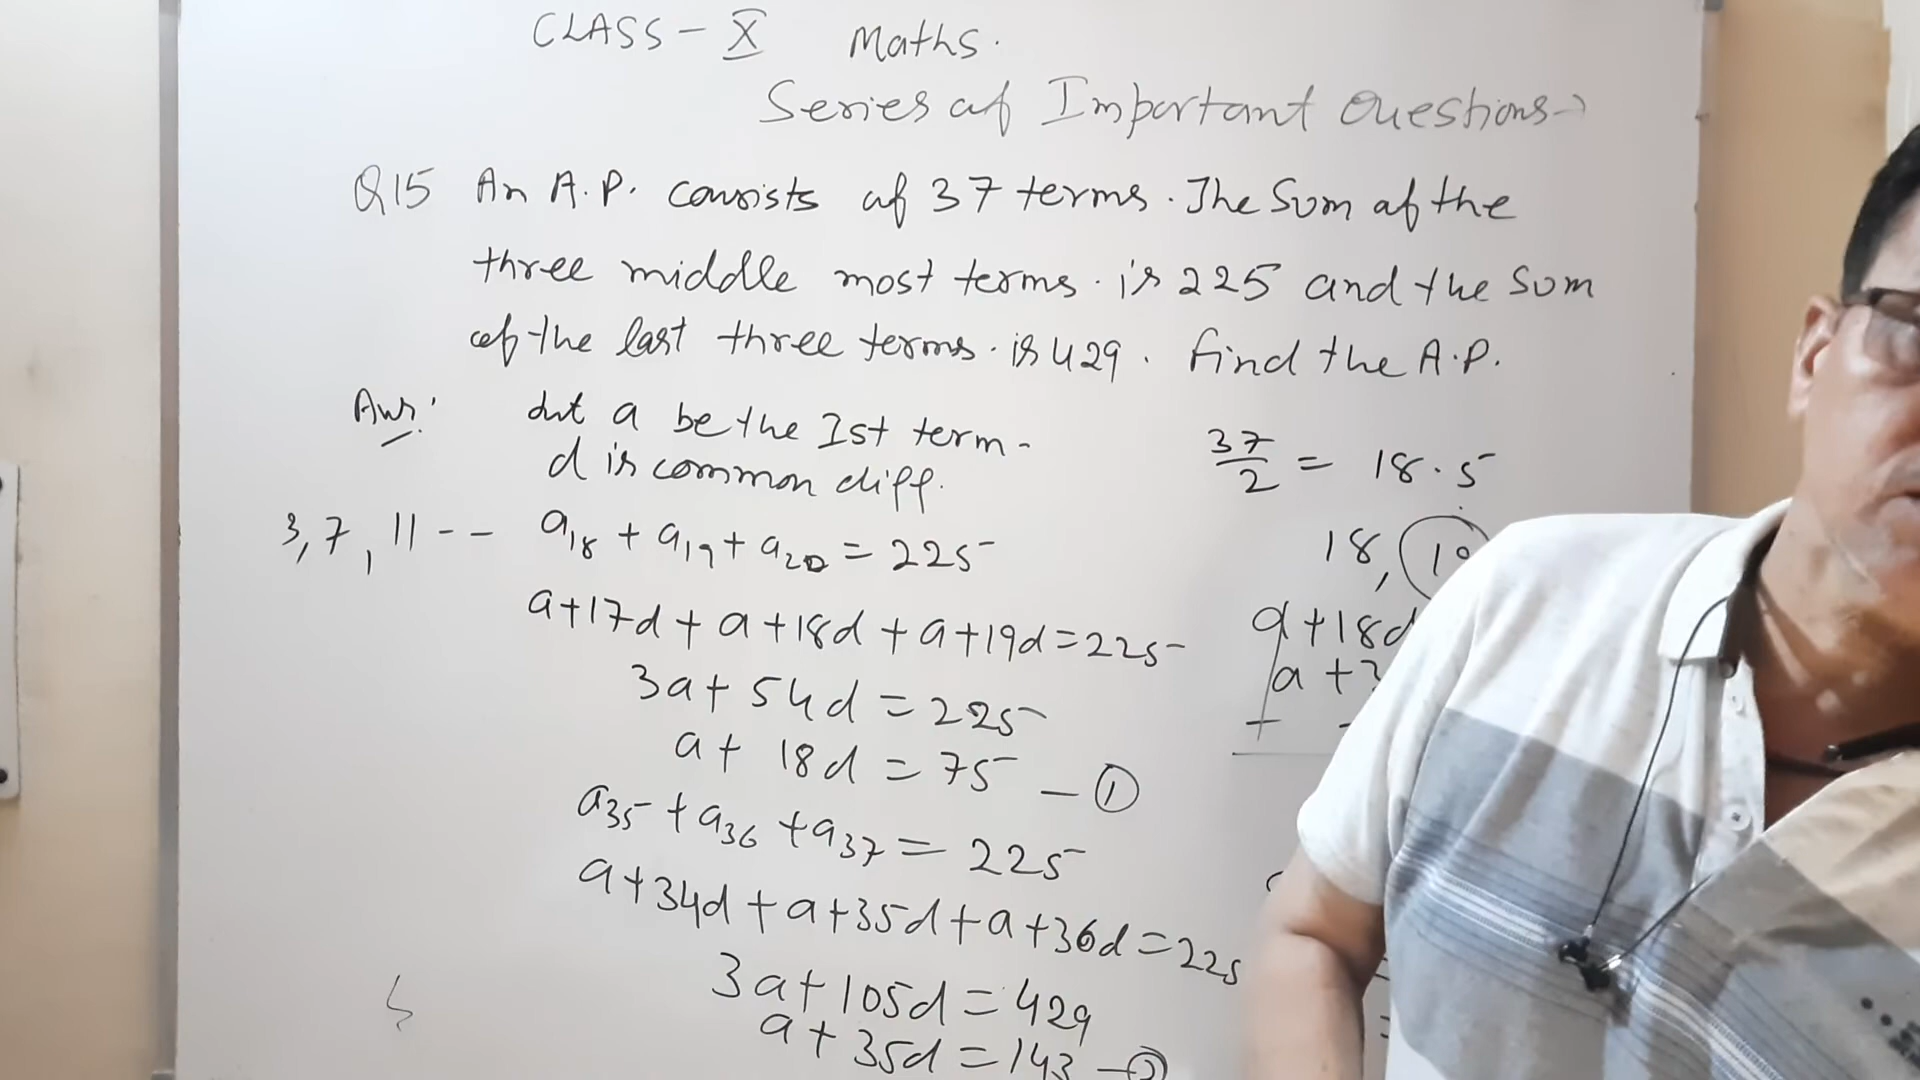 CLASS - X Maths.
Series of Important Questions→
Q15 An A.P. consists of 37 terms. The Sum of the
three middle most terms. is 225 and the sum
of the last three terms. is 429. find the A.P.
Ans: Let a be the Ist term -
d is common diff.
37/2 = 18.5
3, 7, 11 - - a₁₈ + a₁₉ + a₂₀ = 225
18, 19
a+17d + a+18d + a+19d = 225
a+18d
3a + 54d = 225
a +
a + 18d = 75 — ①
a₃₅ + a₃₆ + a₃₇ = 225
a+34d + a+35d + a+36d = 225
3a + 105d = 429
a + 35d = 143 — ②